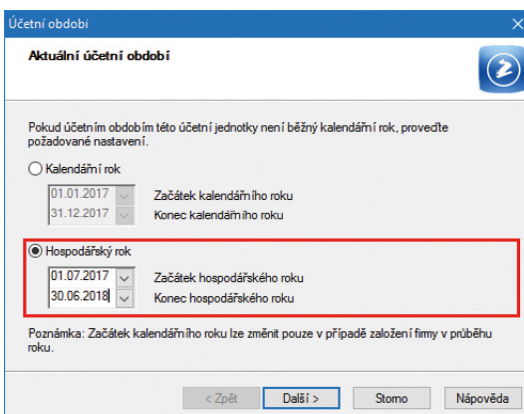 Účetní období
Aktuální účetní období
Pokud účetním obdobím této účetní jednotky není běžný kalendářní rok, proveďte
požadované nastavení.
Kalendářní rok
01.01.2017 Začátek kalendářního roku
31.12.2017 Konec kalendářního roku
Hospodářský rok
01.07.2017 Začátek hospodářského roku
30.06.2018 Konec hospodářského roku
Poznámka: Začátek kalendářního roku lze změnit pouze v případě založení firmy v průběhu
roku.
< Zpět Další > Storno Nápověda